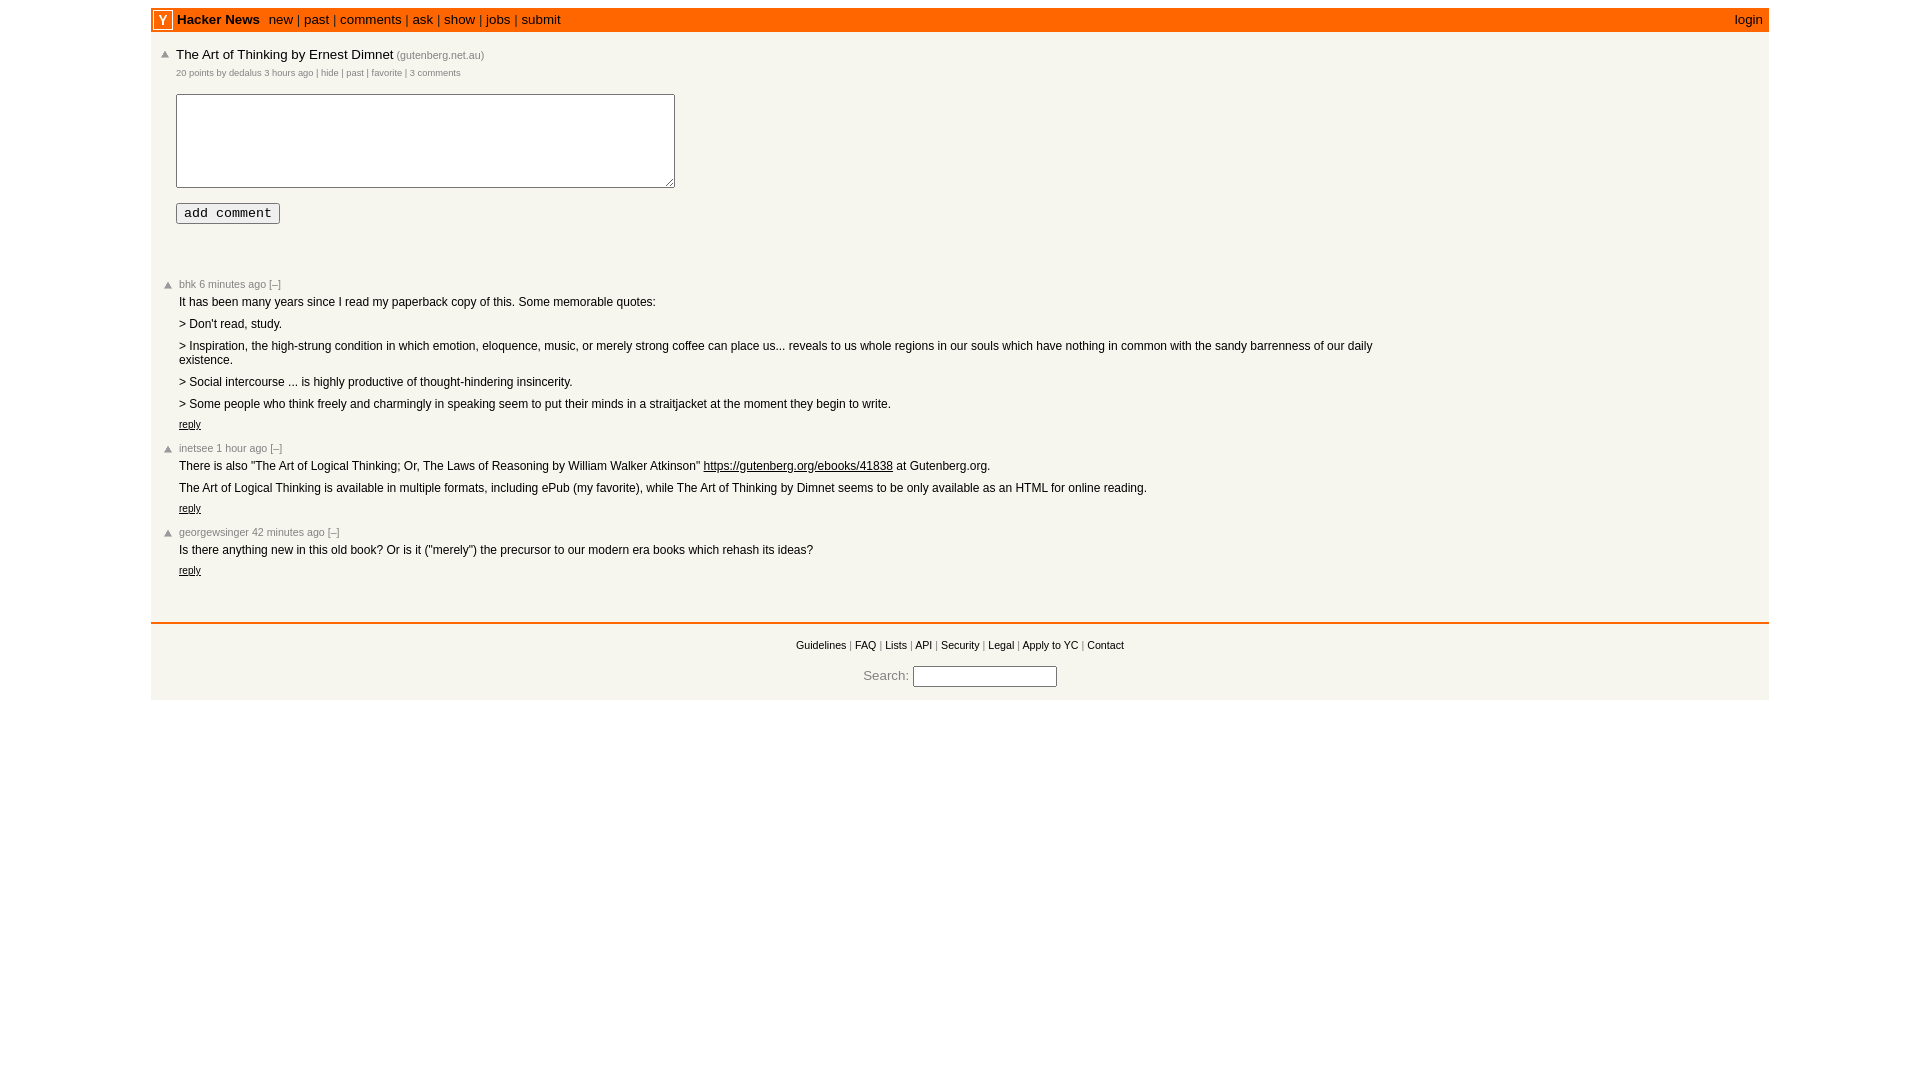 Y Hacker News new | past | comments | ask | show | jobs | submit login
The Art of Thinking by Ernest Dimnet (gutenberg.net.au)
20 points by dedalus 3 hours ago | hide | past | favorite | 3 comments
add comment
bhk 6 minutes ago [–]
It has been many years since I read my paperback copy of this. Some memorable quotes:
> Don't read, study.
> Inspiration, the high-strung condition in which emotion, eloquence, music, or merely strong coffee can place us... reveals to us whole regions in our souls which have nothing in common with the sandy barrenness of our daily
existence.
> Social intercourse ... is highly productive of thought-hindering insincerity.
> Some people who think freely and charmingly in speaking seem to put their minds in a straitjacket at the moment they begin to write.
reply
inetsee 1 hour ago [–]
There is also "The Art of Logical Thinking; Or, The Laws of Reasoning by William Walker Atkinson" https://gutenberg.org/ebooks/41838 at Gutenberg.org.
The Art of Logical Thinking is available in multiple formats, including ePub (my favorite), while The Art of Thinking by Dimnet seems to be only available as an HTML for online reading.
reply
georgewsinger 42 minutes ago [–]
Is there anything new in this old book? Or is it ("merely") the precursor to our modern era books which rehash its ideas?
reply
Guidelines | FAQ | Lists | API | Security | Legal | Apply to YC | Contact
Search: